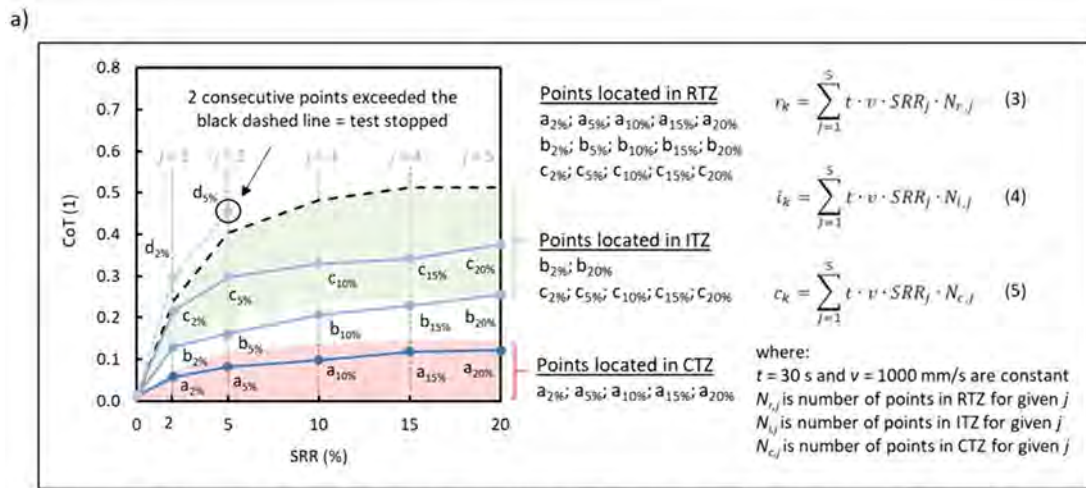 a)
0.8
0.7
0.6
0.5
0.4
0.3
0.2
0.1
0.0
CoT (1)
2 consecutive points exceeded the
black dashed line = test stopped
j = 5
d5%
d2%
c2%
c5%
c10%
c15%
c20%
b2%
b5%
b10%
b15%
b20%
a2%
a5%
a10%
a15%
a20%
0 2 5 10 15 20
SRR (%)
Points located in RTZ
a2%; a5%; a10%; a15%; a20%
b2%; b5%; b10%; b15%; b20%
c2%; c5%; c10%; c15%; c20%
Points located in ITZ
b2%; b20%
c2%; c5%; c10%; c15%; c20%
Points located in CTZ
a2%; a5%; a10%; a15%; a20%
rk = ∑ j=1 5 t · v · SRRj · Nr,j (3)
ik = ∑ j=1 5 t · v · SRRj · Ni,j (4)
ck = ∑ j=1 5 t · v · SRRj · Nc,j (5)
where:
t = 30 s and v = 1000 mm/s are constant
Nr,j is number of points in RTZ for given j
Ni,j is number of points in ITZ for given j
Nc,j is number of points in CTZ for given j